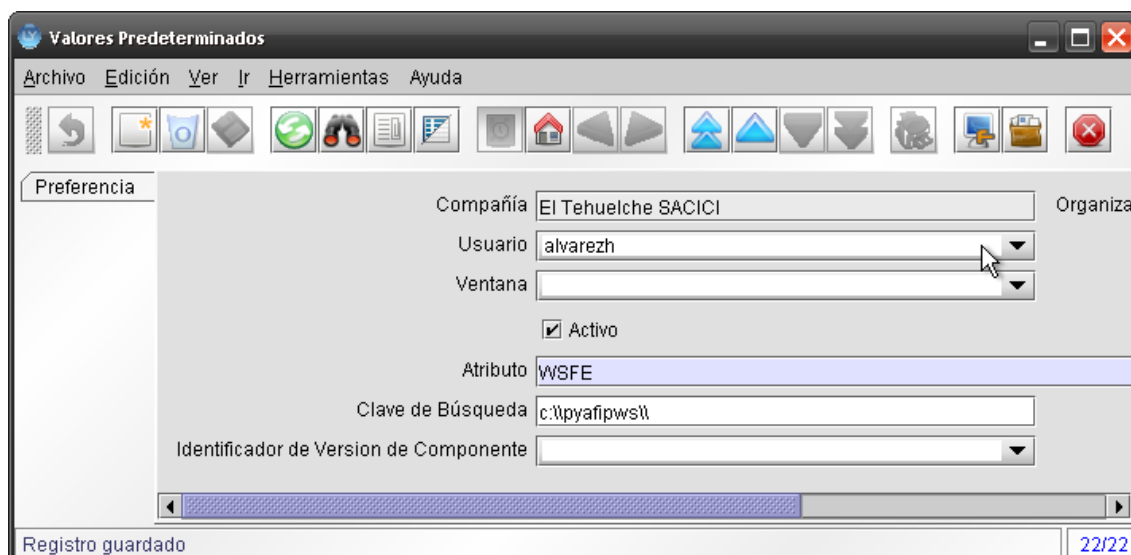 Valores Predeterminados
Archivo Edición Ver Ir Herramientas Ayuda
Preferencia
Compañía El Tehuelche SACICI Organiza
Usuario alvarezh
Ventana
Activo
Atributo WSFE
Clave de Búsqueda c:\\pyafipws\\
Identificador de Version de Componente
Registro guardado 22/22